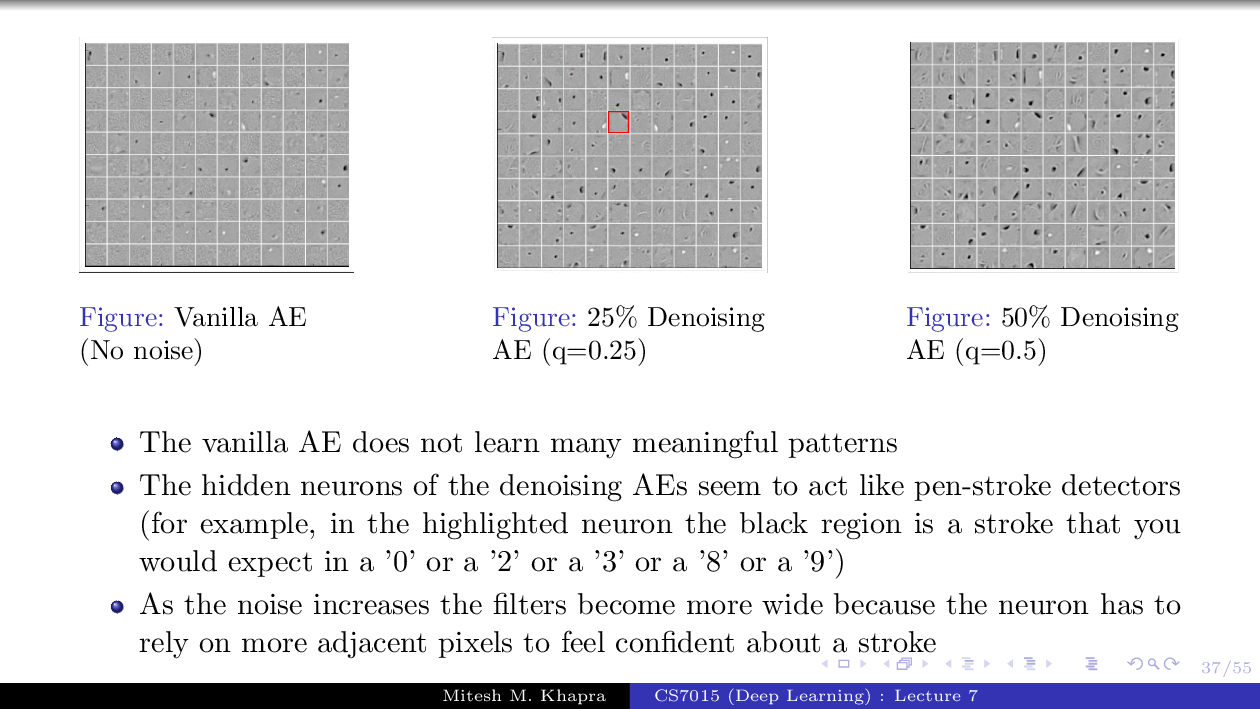 Figure: Vanilla AE
(No noise)
Figure: 25% Denoising
AE (q=0.25)
Figure: 50% Denoising
AE (q=0.5)
The vanilla AE does not learn many meaningful patterns
The hidden neurons of the denoising AEs seem to act like pen-stroke detectors
(for example, in the highlighted neuron the black region is a stroke that you
would expect in a '0' or a '2' or a '3' or a '8' or a '9')
As the noise increases the filters become more wide because the neuron has to
rely on more adjacent pixels to feel confident about a stroke
37/55
Mitesh M. Khapra
CS7015 (Deep Learning) : Lecture 7